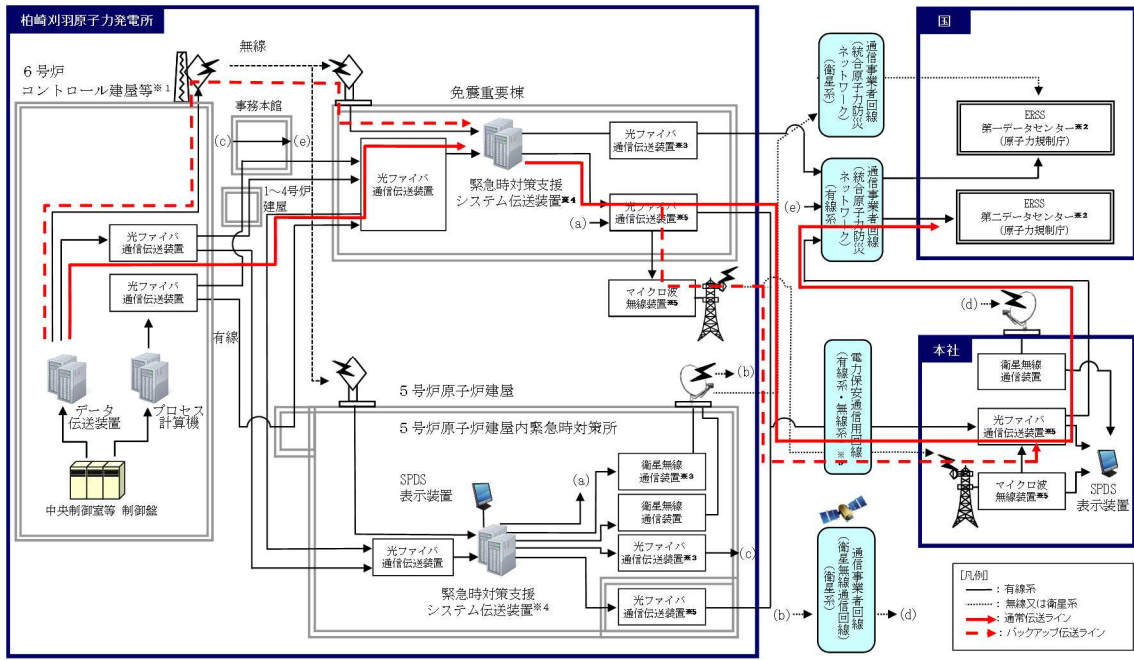 柏崎刈羽原子力発電所
6号炉
コントロール建屋等※1
無線
事務本館
(c)
(e)
1～4号炉
建屋
光ファイバ
通信伝送装置
光ファイバ
通信伝送装置
有線
データ
伝送装置
プロセス
計算機
中央制御室等 制御盤
免震重要棟
光ファイバ
通信伝送装置
緊急時対策支援
システム伝送装置※4
光ファイバ
通信伝送装置※3
(a)
光ファイバ
通信伝送装置※5
マイクロ波
無線装置※5
5号炉原子炉建屋
(b)
5号炉原子炉建屋内緊急時対策所
SPDS
表示装置
(a)
衛星無線
通信装置※3
衛星無線
通信装置
光ファイバ
通信伝送装置
光ファイバ
通信伝送装置※3
(c)
緊急時対策支援
システム伝送装置※4
光ファイバ
通信伝送装置※5
通信事業者回線
(統合原子力防災
ネットワーク)
(衛星系)
(e)
通信事業者回線
(統合原子力防災
ネットワーク)
(有線系)
電力保安通信用回線
(有線系・無線系)
(b)
通信事業者回線
(衛星無線通信回線)
(衛星系)
(d)
国
ERSS
第一データセンター※2
(原子力規制庁)
ERSS
第二データセンター※2
(原子力規制庁)
(d)
本社
衛星無線
通信装置
光ファイバ
通信伝送装置※5
マイクロ波
無線装置※5
SPDS
表示装置
[凡例]
：有線系
：無線又は衛星系
：通常伝送ライン
：バックアップ伝送ライン